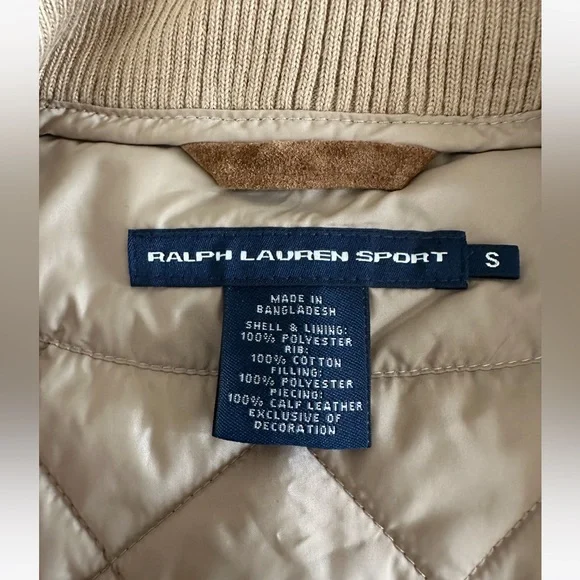 RALPH LAUREN SPORT S
MADE IN
BANGLADESH
SHELL & LINING:
100% POLYESTER
RIB:
100% COTTON
FILLING:
100% POLYESTER
PIECING:
100% CALF LEATHER
EXCLUSIVE OF
DECORATION